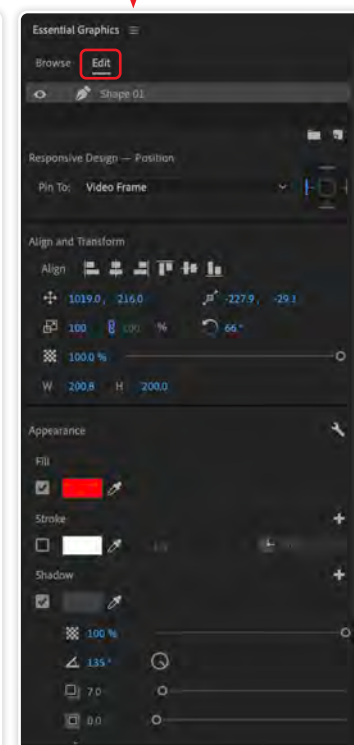 Essential Graphics
Browse Edit
Shape 01
Responsive Design — Position
Pin To: Video Frame
Align and Transform
Align
1019.0, 216.0 -227.9, -29.1
100 100 % 66°
100.0 %
W 200.8 H 200.0
Appearance
Fill
Stroke
Shadow
100 %
135°
7.0
0.0